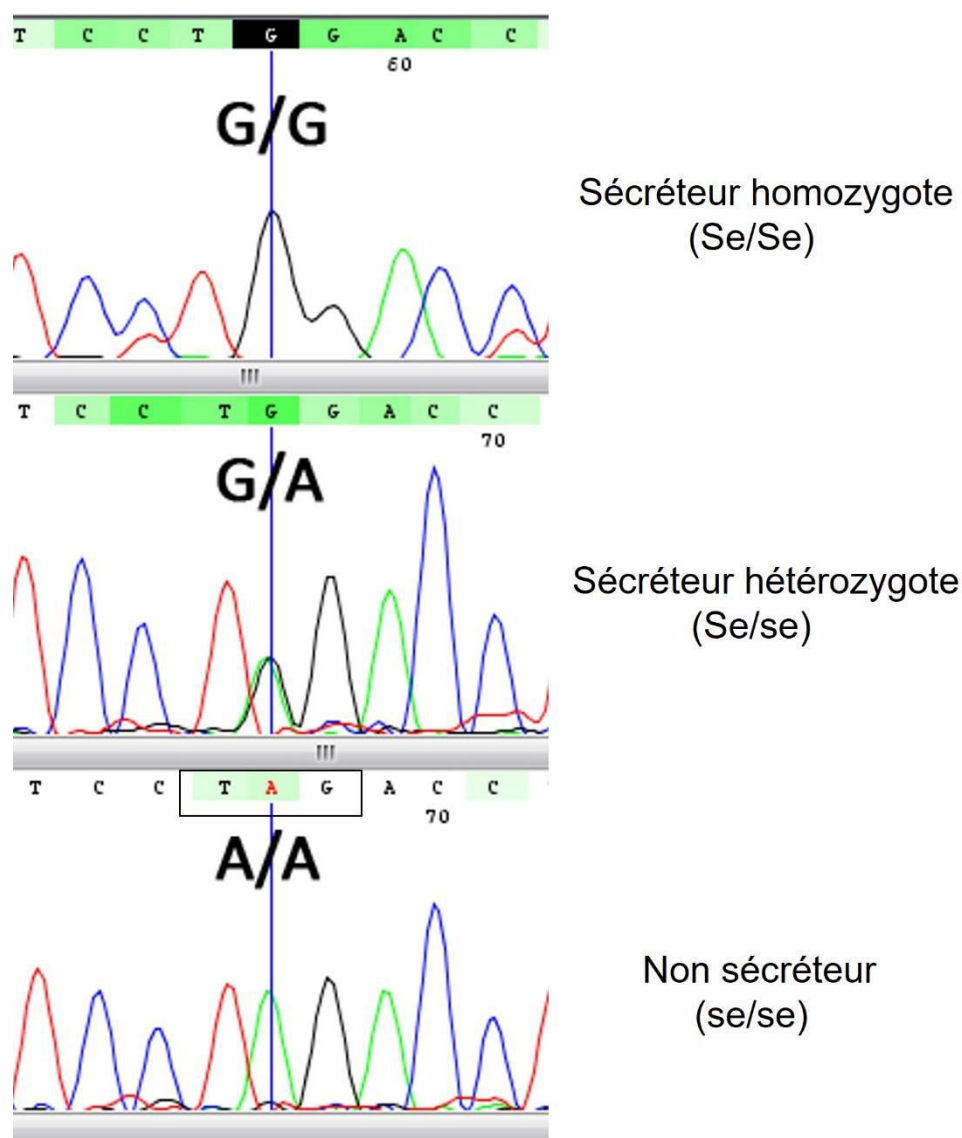 T C C T G G A C C
60
G/G
Sécréteur homozygote
(Se/Se)
T C C T G G A C C
70
G/A
Sécréteur hétérozygote
(Se/se)
T C C T A G A C C
70
A/A
Non sécréteur
(se/se)